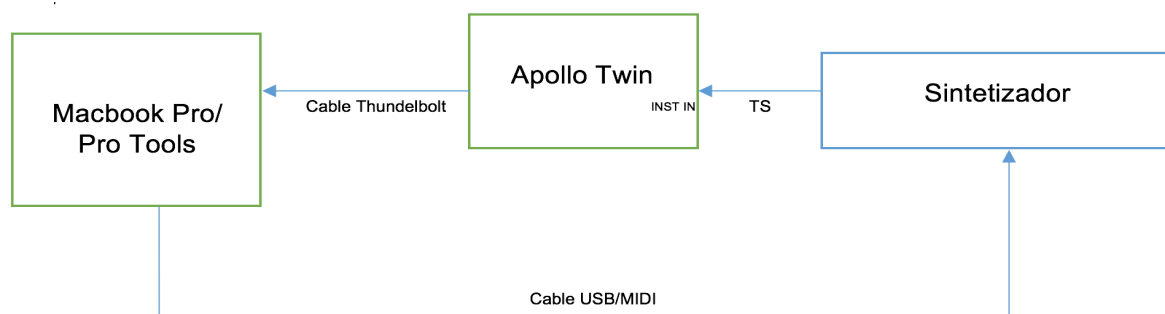 Macbook Pro/
Pro Tools
Cable Thundelbolt
Apollo Twin
INST IN
TS
Sintetizador
Cable USB/MIDI